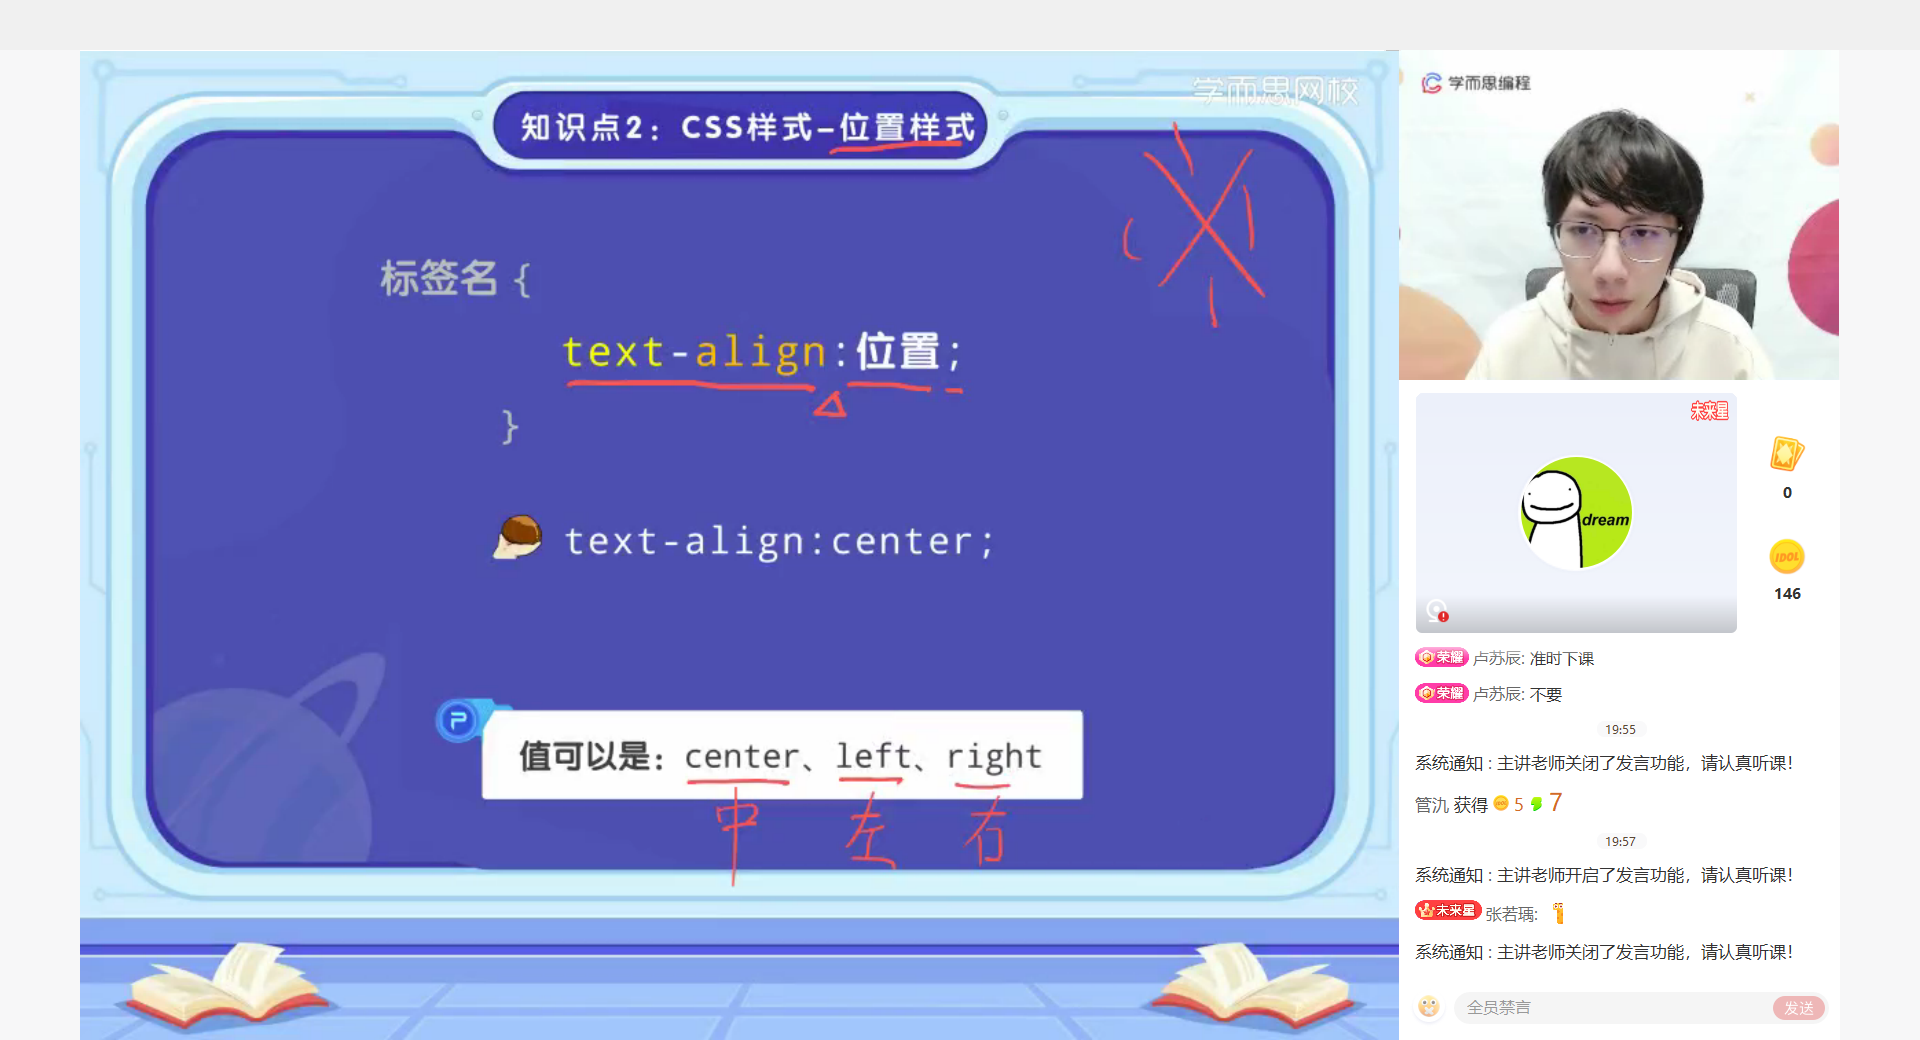 学而思网校
知识点2：CSS样式-位置样式
标签名 {
text-align:位置;
}
text-align:center;
P
值可以是：center、left、right
中 左 右
学而思编程
未来星
dream
0
IDOL
146
荣耀 卢苏辰: 准时下课
荣耀 卢苏辰: 不要
19:55
系统通知 : 主讲老师关闭了发言功能，请认真听课！
管氿 获得 5 7
19:57
系统通知 : 主讲老师开启了发言功能，请认真听课！
未来星 张若瑀:
系统通知 : 主讲老师关闭了发言功能，请认真听课！
全员禁言
发送